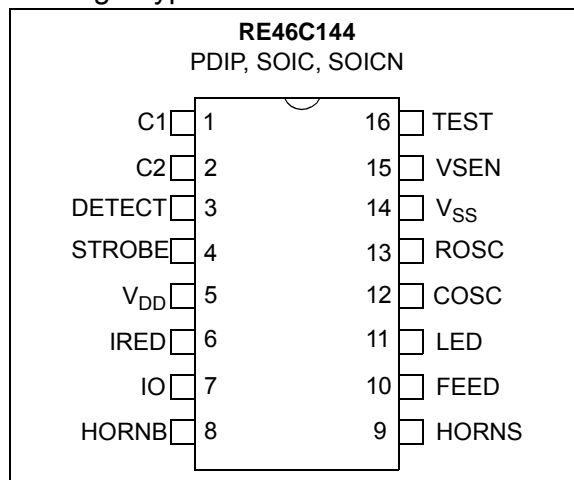 RE46C144
PDIP, SOIC, SOICN
C1 1 16 TEST
C2 2 15 VSEN
DETECT 3 14 VSS
STROBE 4 13 ROSC
VDD 5 12 COSC
IRED 6 11 LED
IO 7 10 FEED
HORNB 8 9 HORNS